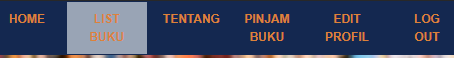 HOME
LIST
BUKU
TENTANG
PINJAM
BUKU
EDIT
PROFIL
LOG
OUT